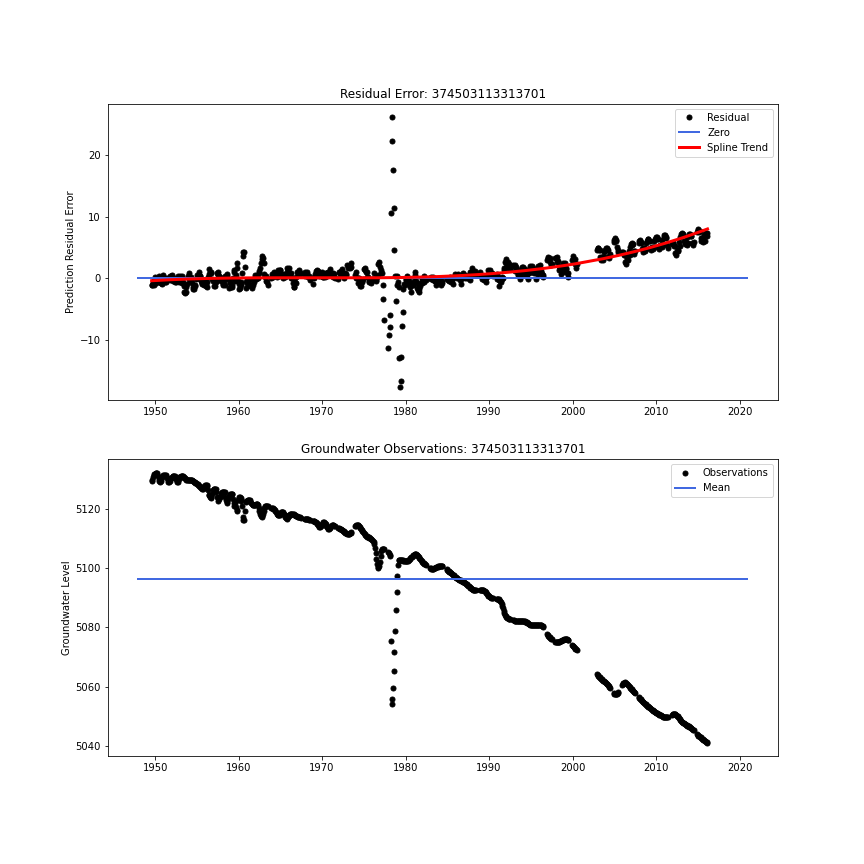 Residual Error: 374503113313701
Prediction Residual Error
20
10
0
−10
Residual
Zero
Spline Trend
1950 1960 1970 1980 1990 2000 2010 2020
Groundwater Observations: 374503113313701
Groundwater Level
5120
5100
5080
5060
5040
Observations
Mean
1950 1960 1970 1980 1990 2000 2010 2020